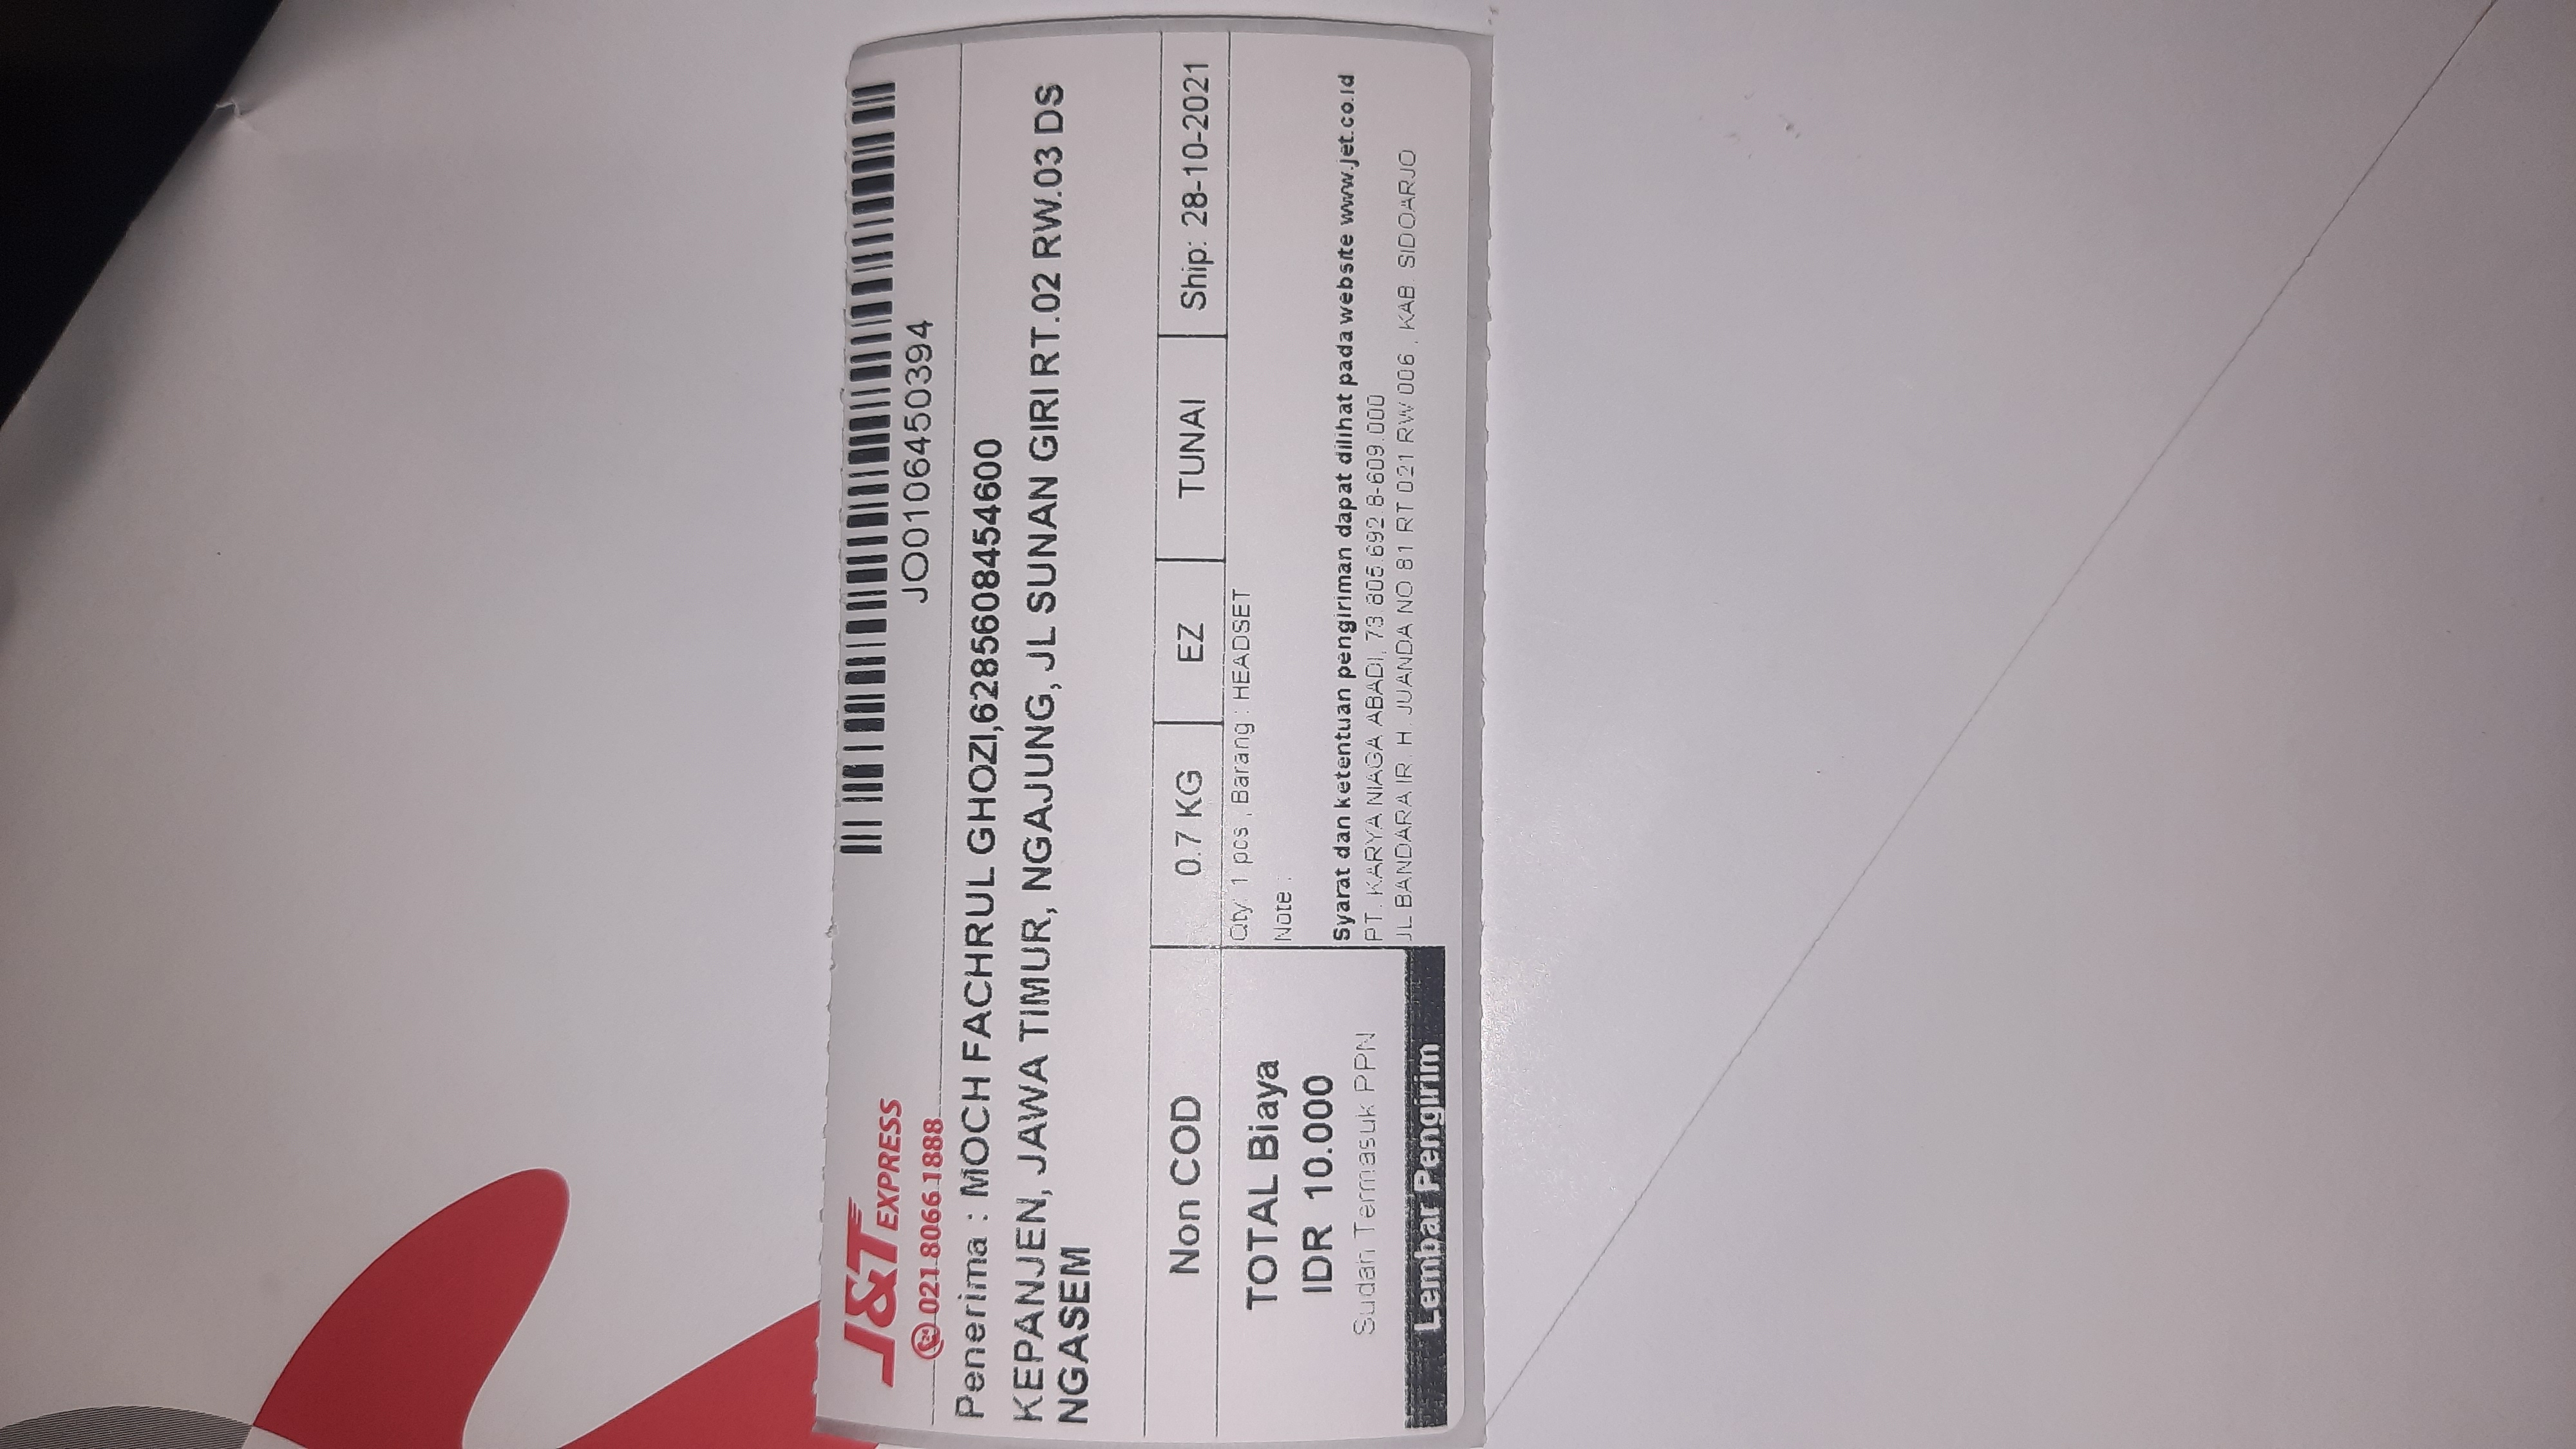 J&T EXPRESS
021 8066 1888
JO0106450394
Penerima : MOCH FACHRUL GHOZI,6285608454600
KEPANJEN, JAWA TIMUR, NGAJUNG, JL SUNAN GIRI RT.02 RW.03 DS
NGASEM
Non COD
0.7 KG
EZ
TUNAI
Ship: 28-10-2021
TOTAL Biaya
IDR 10.000
Sudah Termasuk PPN
Lembar Pengirim
Qty: 1 pcs , Barang : HEADSET
Note :
Syarat dan ketentuan pengiriman dapat dilihat pada website www.jet.co.id
PT. KARYA NIAGA ABADI, 73.805.692.8-609.000
JL BANDARA IR. H. JUANDA NO 81 RT 021 RW 006 , KAB. SIDOARJO